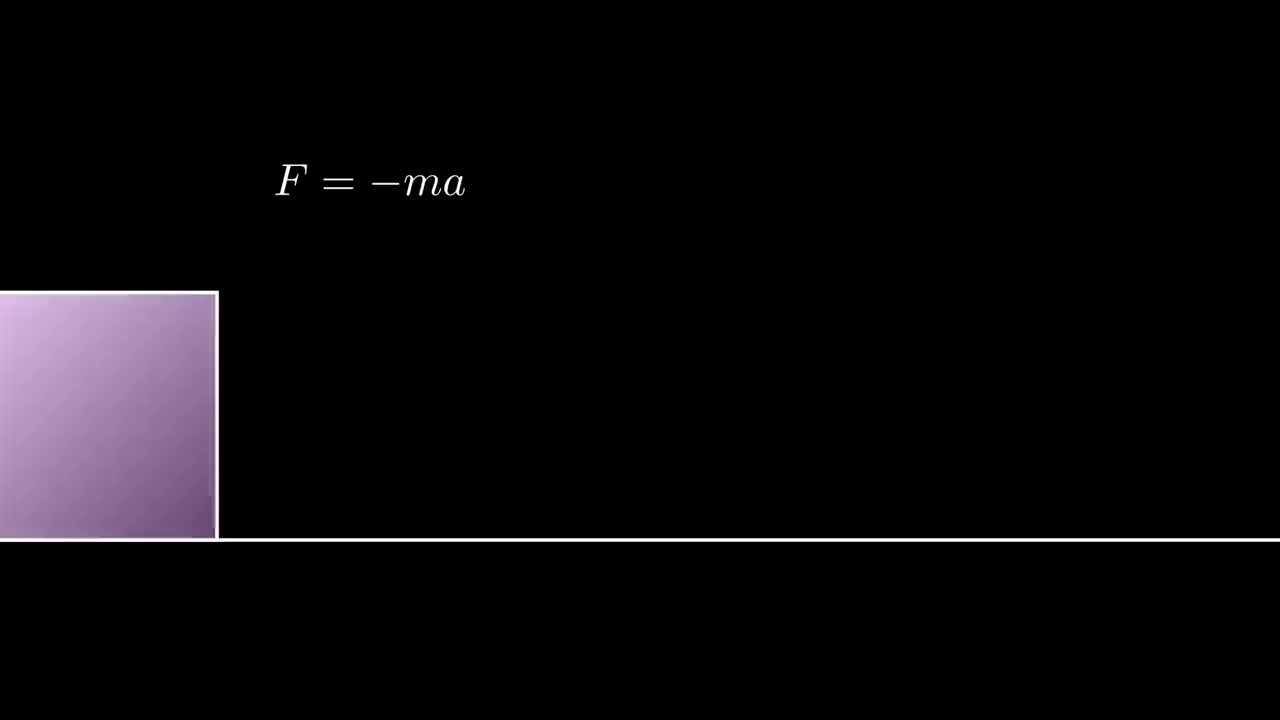 F = −ma